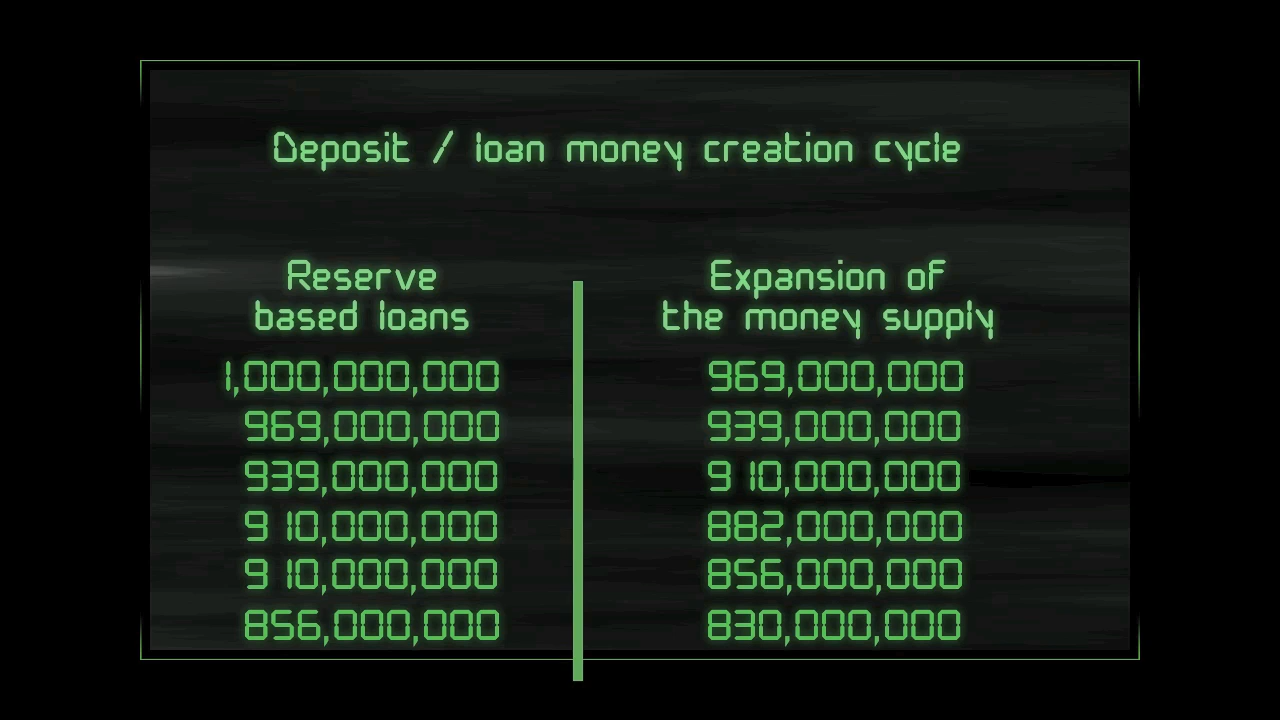 Deposit / loan money creation cycle
Reserve
based loans
Expansion of
the money supply
1,000,000,000 969,000,000
969,000,000 939,000,000
939,000,000 910,000,000
910,000,000 882,000,000
910,000,000 856,000,000
856,000,000 830,000,000